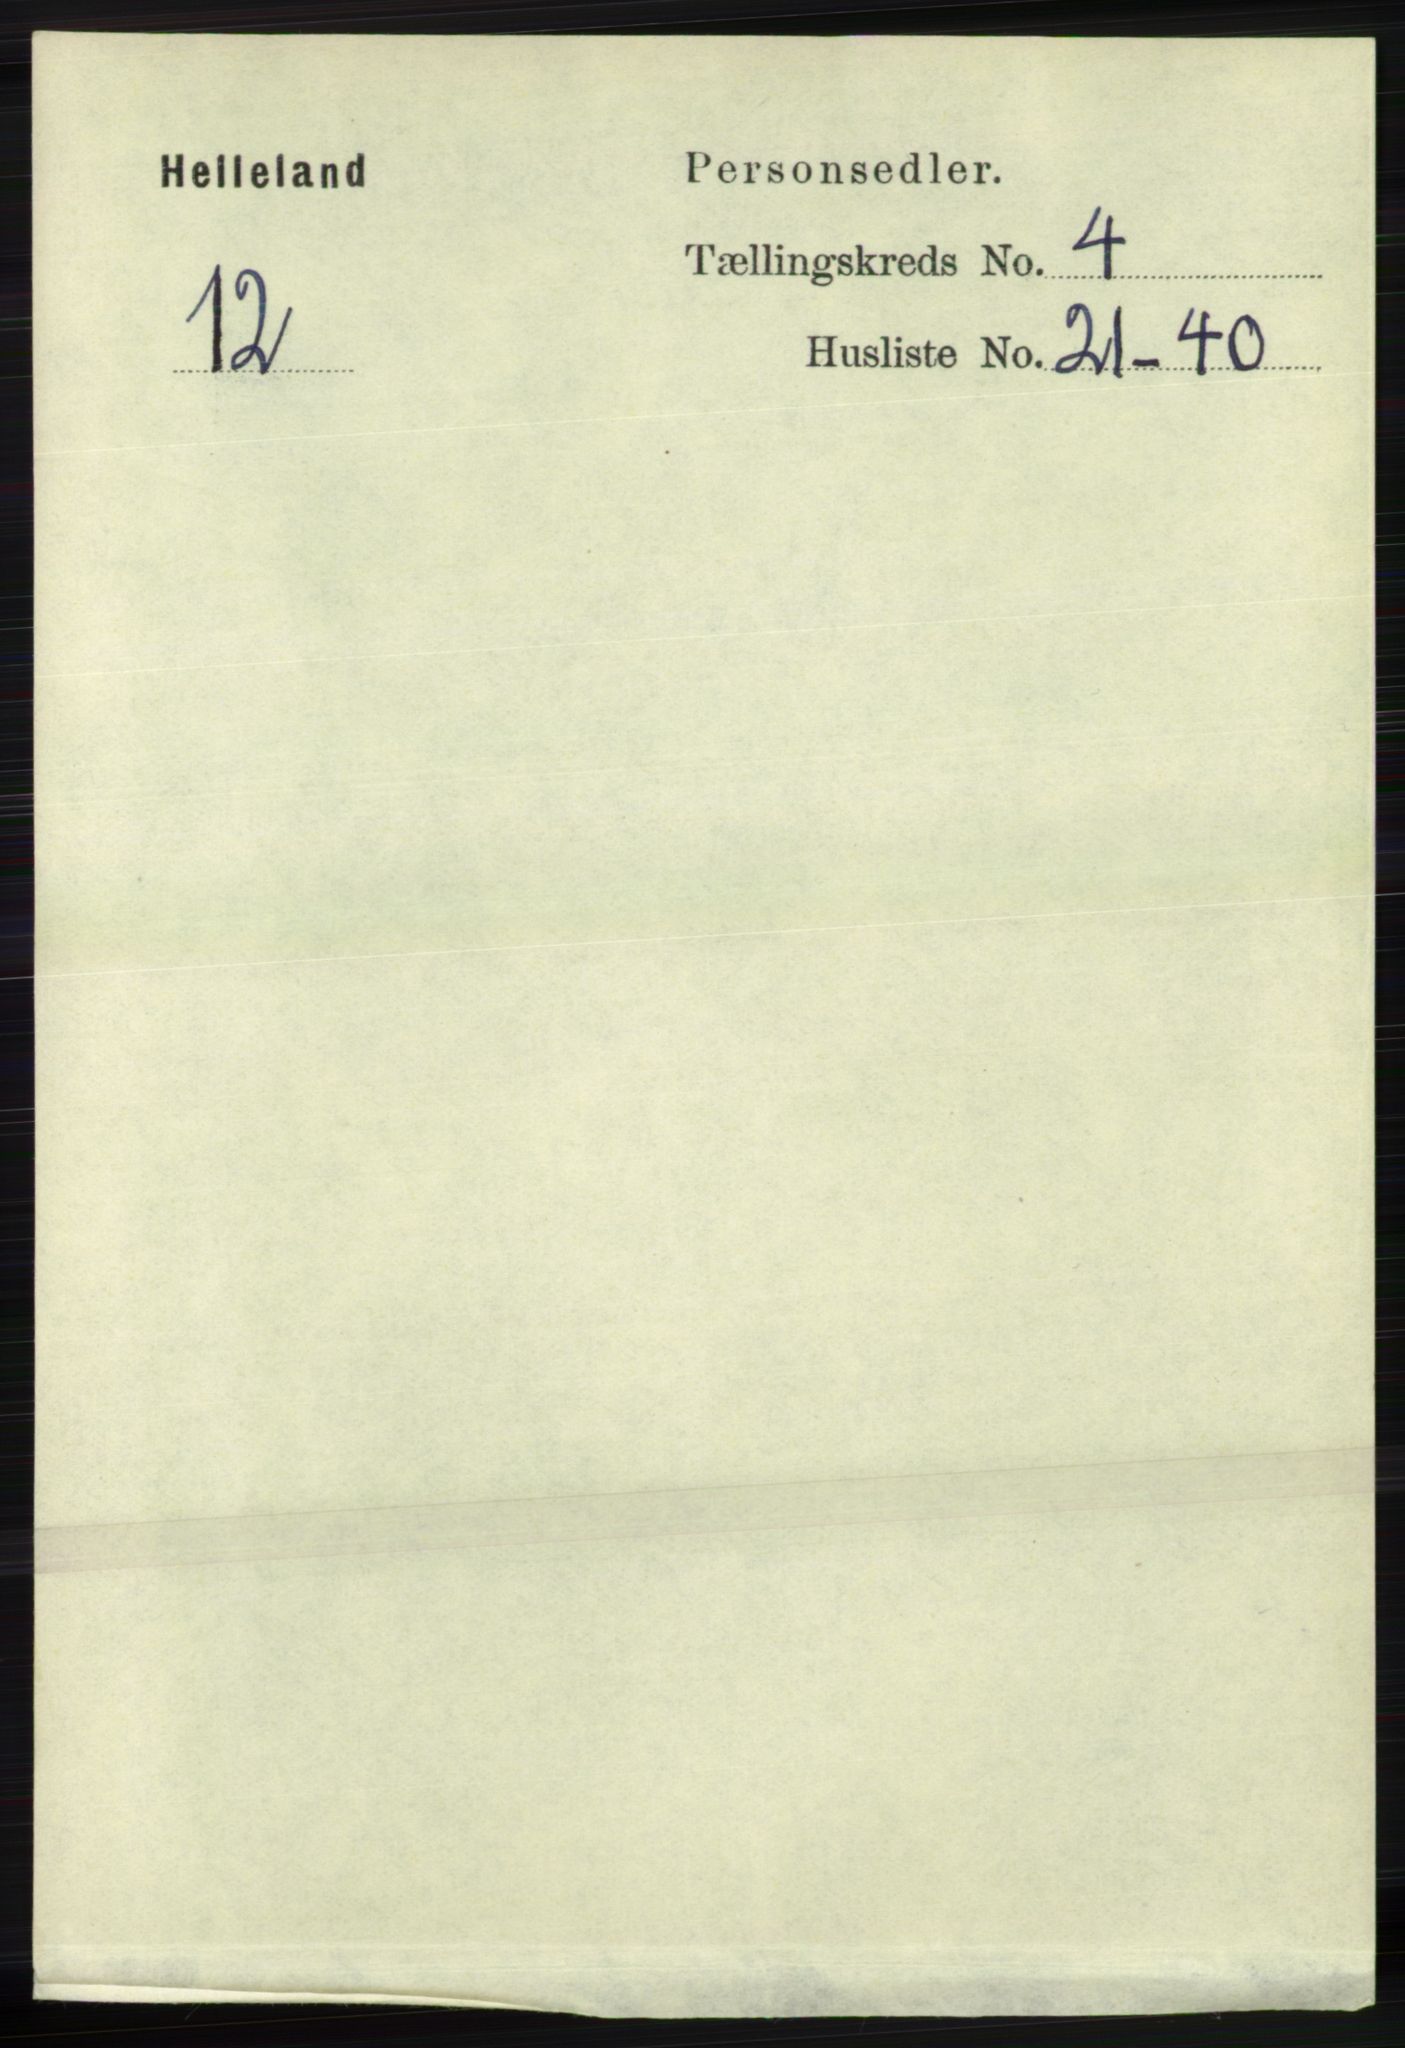 Helleland
12
Personsedler.
Tællingskreds No. 4
Husliste No. 21-40